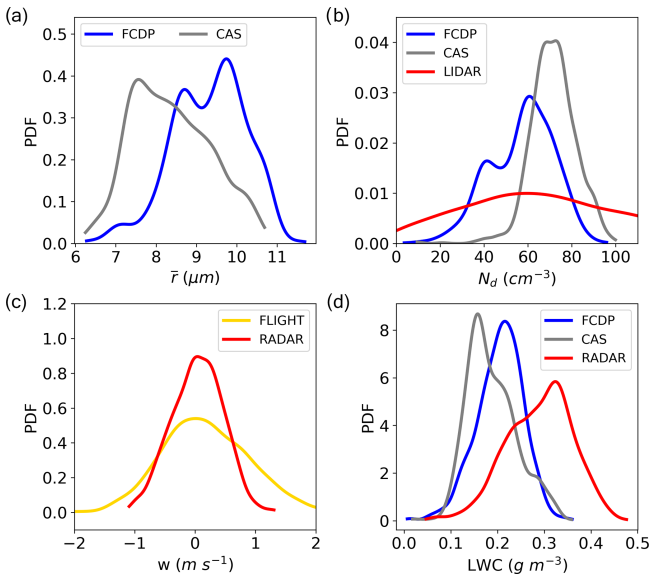 (a)
FCDP CAS
PDF
0.5
0.4
0.3
0.2
0.1
0.0
6 7 8 9 10 11
r̄ (μm)
(b)
FCDP
CAS
LIDAR
PDF
0.04
0.03
0.02
0.01
0.00
0 20 40 60 80 100
N_d (cm⁻³)
(c)
FLIGHT
RADAR
PDF
1.2
1.0
0.8
0.6
0.4
0.2
0.0
−2 −1 0 1 2
w (m s⁻¹)
(d)
FCDP
CAS
RADAR
PDF
8
6
4
2
0
0.0 0.1 0.2 0.3 0.4 0.5
LWC (g m⁻³)